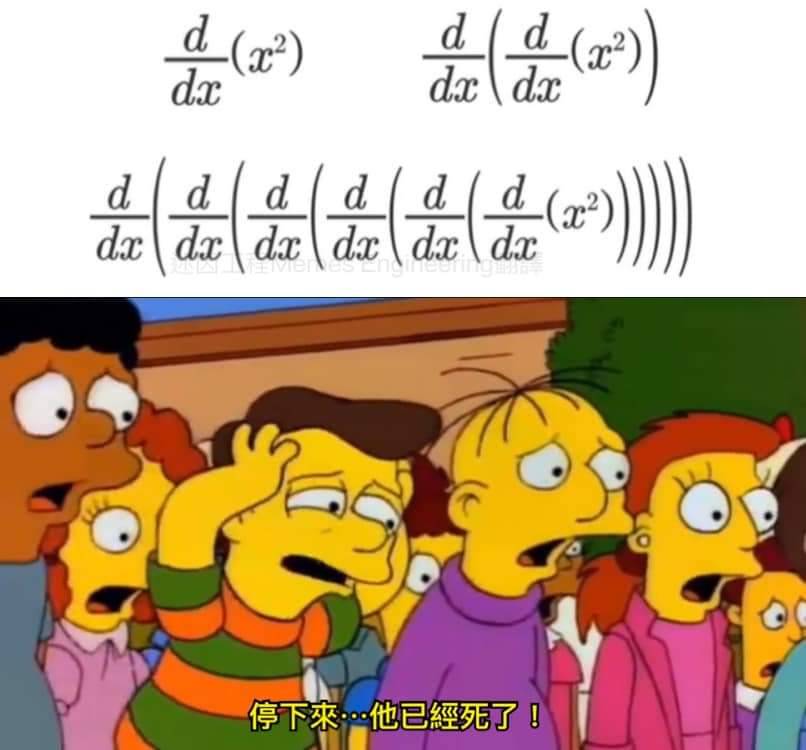 d/dx(x²) d/dx(d/dx(x²))
d/dx(d/dx(d/dx(d/dx(d/dx(d/dx(x²))))))
迷因工程Memes Engineering翻譯
停下來…他已經死了！